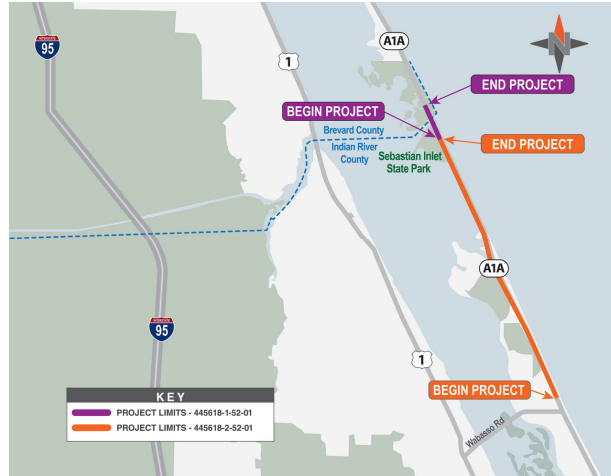 INTERSTATE
95
1
A1A
N
END PROJECT
BEGIN PROJECT
Brevard County
Indian River
County
Sebastian Inlet
State Park
END PROJECT
A1A
INTERSTATE
95
1
BEGIN PROJECT
Wabasso Rd
KEY
PROJECT LIMITS - 445618-1-52-01
PROJECT LIMITS - 445618-2-52-01